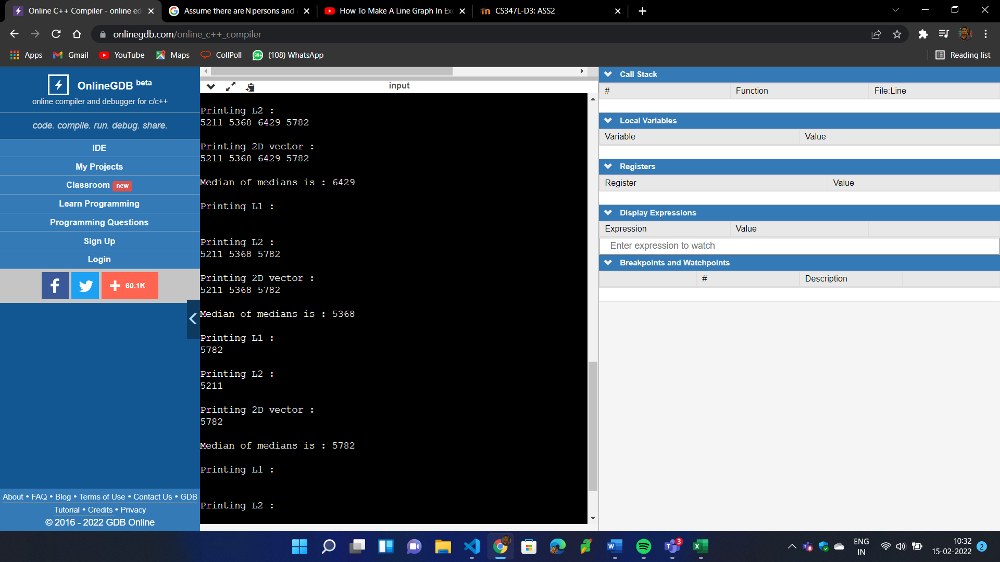 Online C++ Compiler - online ed
Assume there are N persons and
How To Make A Line Graph In Exc
CS347L-D3: ASS2
onlinegdb.com/online_c++_compiler
Apps
Gmail
YouTube
Maps
CollPoll
99+
(108) WhatsApp
Reading list
OnlineGDB beta
online compiler and debugger for c/c++
code. compile. run. debug. share.
IDE
My Projects
Classroom new
Learn Programming
Programming Questions
Sign Up
Login
60.1K
About • FAQ • Blog • Terms of Use • Contact Us • GDB
Tutorial • Credits • Privacy
© 2016 - 2022 GDB Online
input
Printing L2 :
5211 5368 6429 5782
Printing 2D vector :
5211 5368 6429 5782
Median of medians is : 6429
Printing L1 :
Printing L2 :
5211 5368 5782
Printing 2D vector :
5211 5368 5782
Median of medians is : 5368
Printing L1 :
5782
Printing L2 :
5211
Printing 2D vector :
5782
Median of medians is : 5782
Printing L1 :
Printing L2 :
Call Stack
# Function File:Line
Local Variables
Variable Value
Registers
Register Value
Display Expressions
Expression Value
Enter expression to watch
Breakpoints and Watchpoints
# Description
3
ENG
IN
10:32
15-02-2022
2